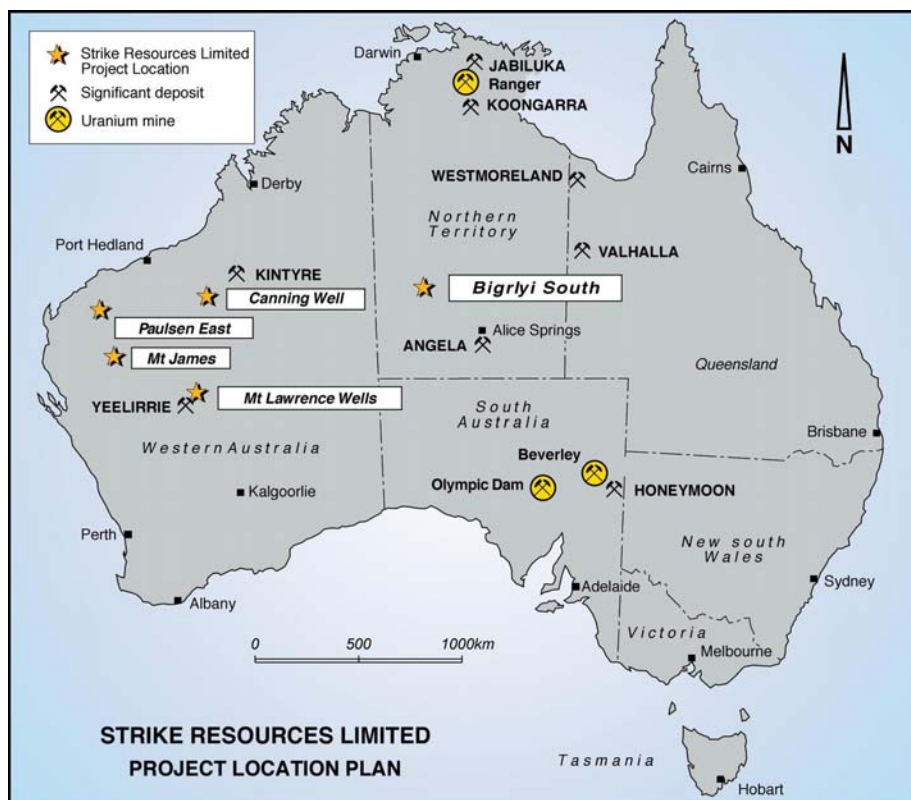 Strike Resources Limited
Project Location
Significant deposit
Uranium mine
Darwin
JABILUKA
Ranger
KOONGARRA
N
Cairns
WESTMORELAND
Derby
Northern
Territory
Port Hedland
VALHALLA
KINTYRE
Canning Well
Bigrlyi South
Paulsen East
Alice Springs
ANGELA
Mt James
Queensland
Mt Lawrence Wells
YEELIRRIE
South
Australia
Brisbane
Western Australia
Beverley
Olympic Dam
HONEYMOON
Kalgoorlie
Perth
New south
Wales
Adelaide
Sydney
Albany
Victoria
0 500 1000km
Melbourne
STRIKE RESOURCES LIMITED
PROJECT LOCATION PLAN
Tasmania
Hobart